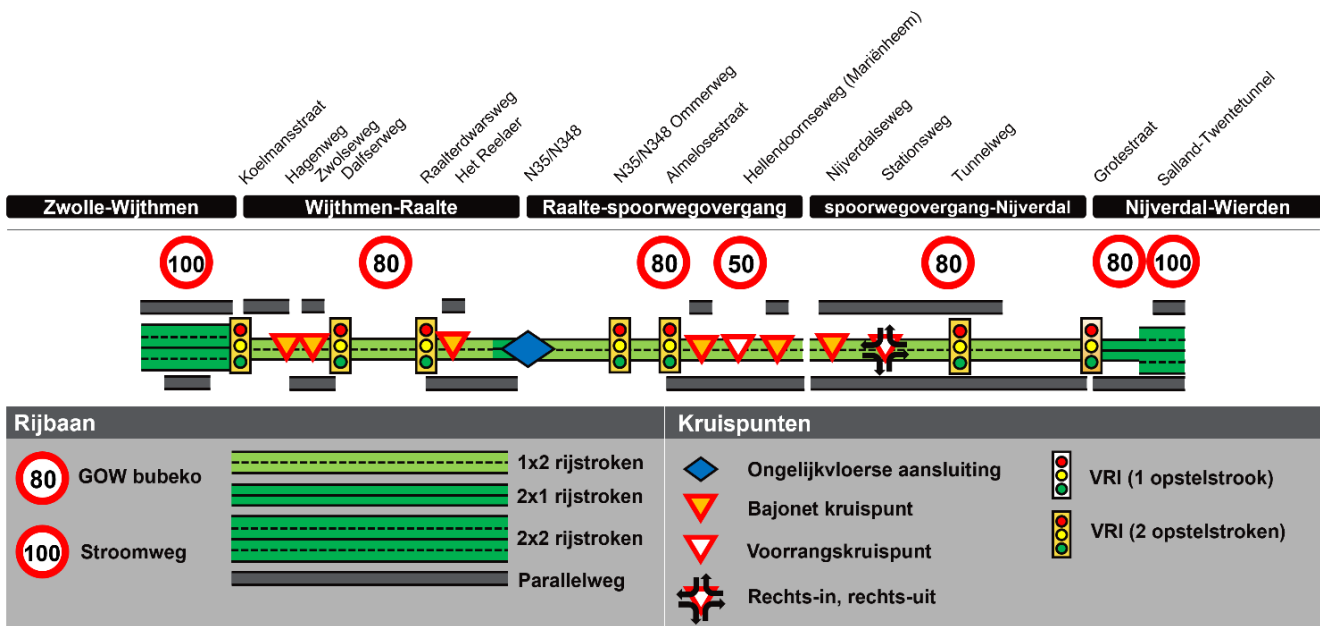 Koelmansstraat
Hagenweg
Zwolseweg
Dalfserweg
Raalterdwarsweg
Het Reelaer
N35/N348
N35/N348 Ommerweg
Almelosestraat
Hellendoornseweg (Mariënheem)
Nijverdalseweg
Stationsweg
Tunnelweg
Grotestraat
Salland-Twentetunnel
Zwolle-Wijthmen
Wijthmen-Raalte
Raalte-spoorwegovergang
spoorwegovergang-Nijverdal
Nijverdal-Wierden
100
80
80
50
80
80
100
Rijbaan
80 GOW bubeko
100 Stroomweg
1x2 rijstroken
2x1 rijstroken
2x2 rijstroken
Parallelweg
Kruispunten
Ongelijkvloerse aansluiting
Bajonet kruispunt
Voorrangskruispunt
Rechts-in, rechts-uit
VRI (1 opstelstrook)
VRI (2 opstelstroken)